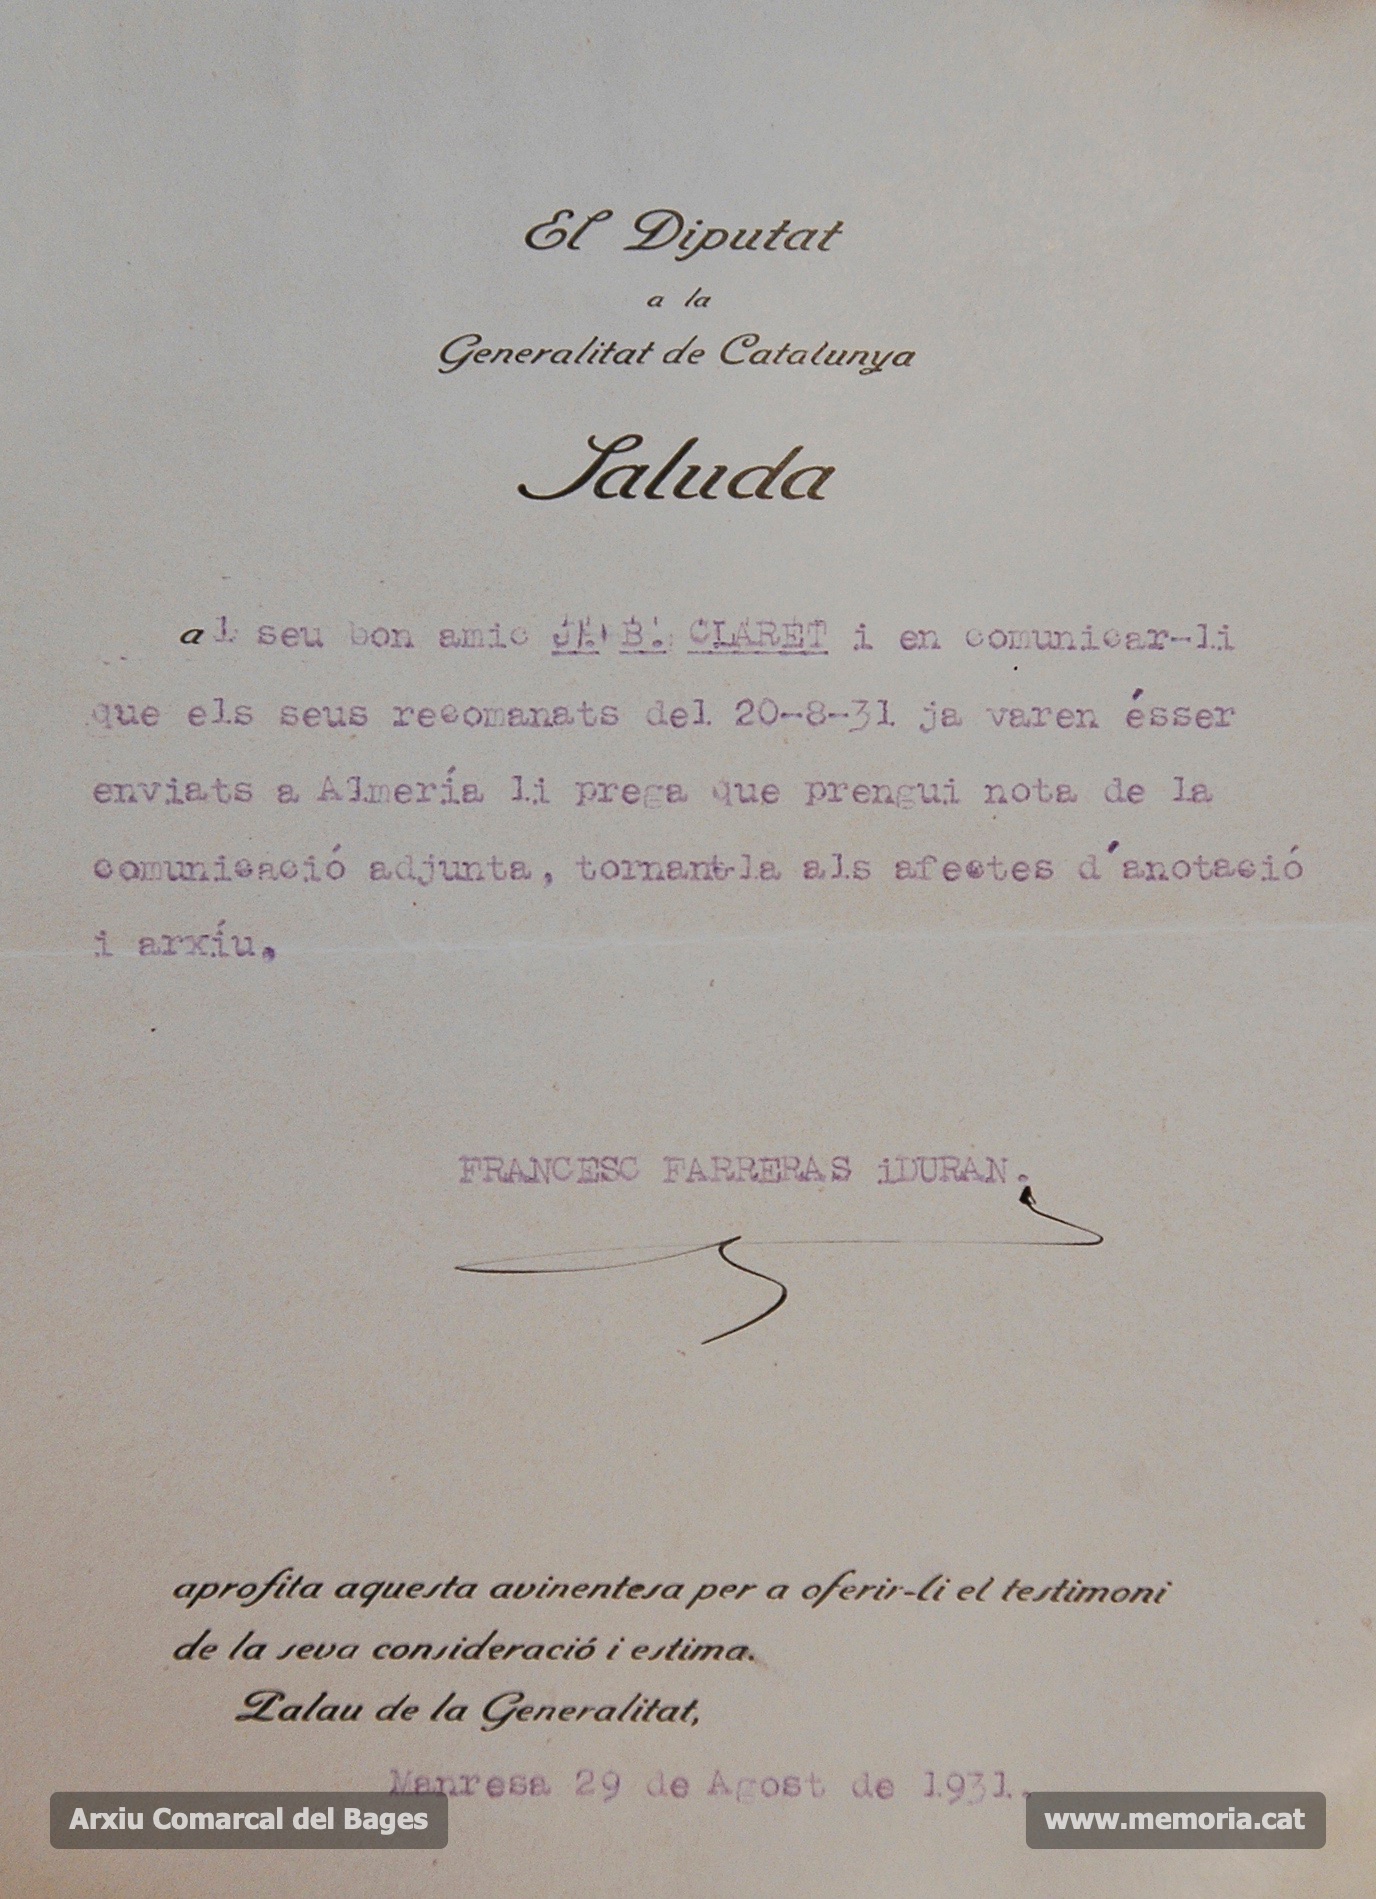 El Diputat
a la
Generalitat de Catalunya
Saluda
al seu bon amic J. B. CLARET i en comunicar-li
que els seus recomanats del 20-8-31 ja varen ésser
enviats a Almería li prega que prengui nota de la
comunicació adjunta, tornant-la als afectes d'anotació
i arxíu,
FRANCESC FARRERAS iDURAN.
aprofita aquesta avinentesa per a oferir-li el testimoni
de la seva consideració i estima.
Palau de la Generalitat,
Manresa 29 de Agost de 1931.
Arxiu Comarcal del Bages
www.memoria.cat